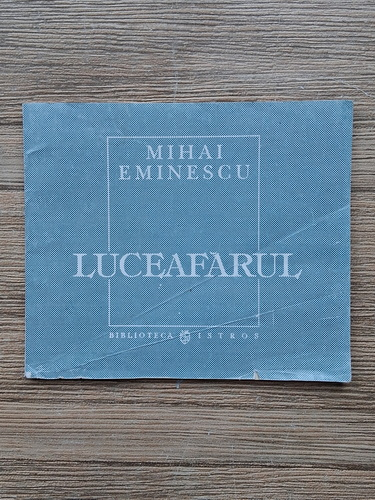 MIHAI
EMINESCU
LUCEAFARUL
BIBLIOTECA ISTROS